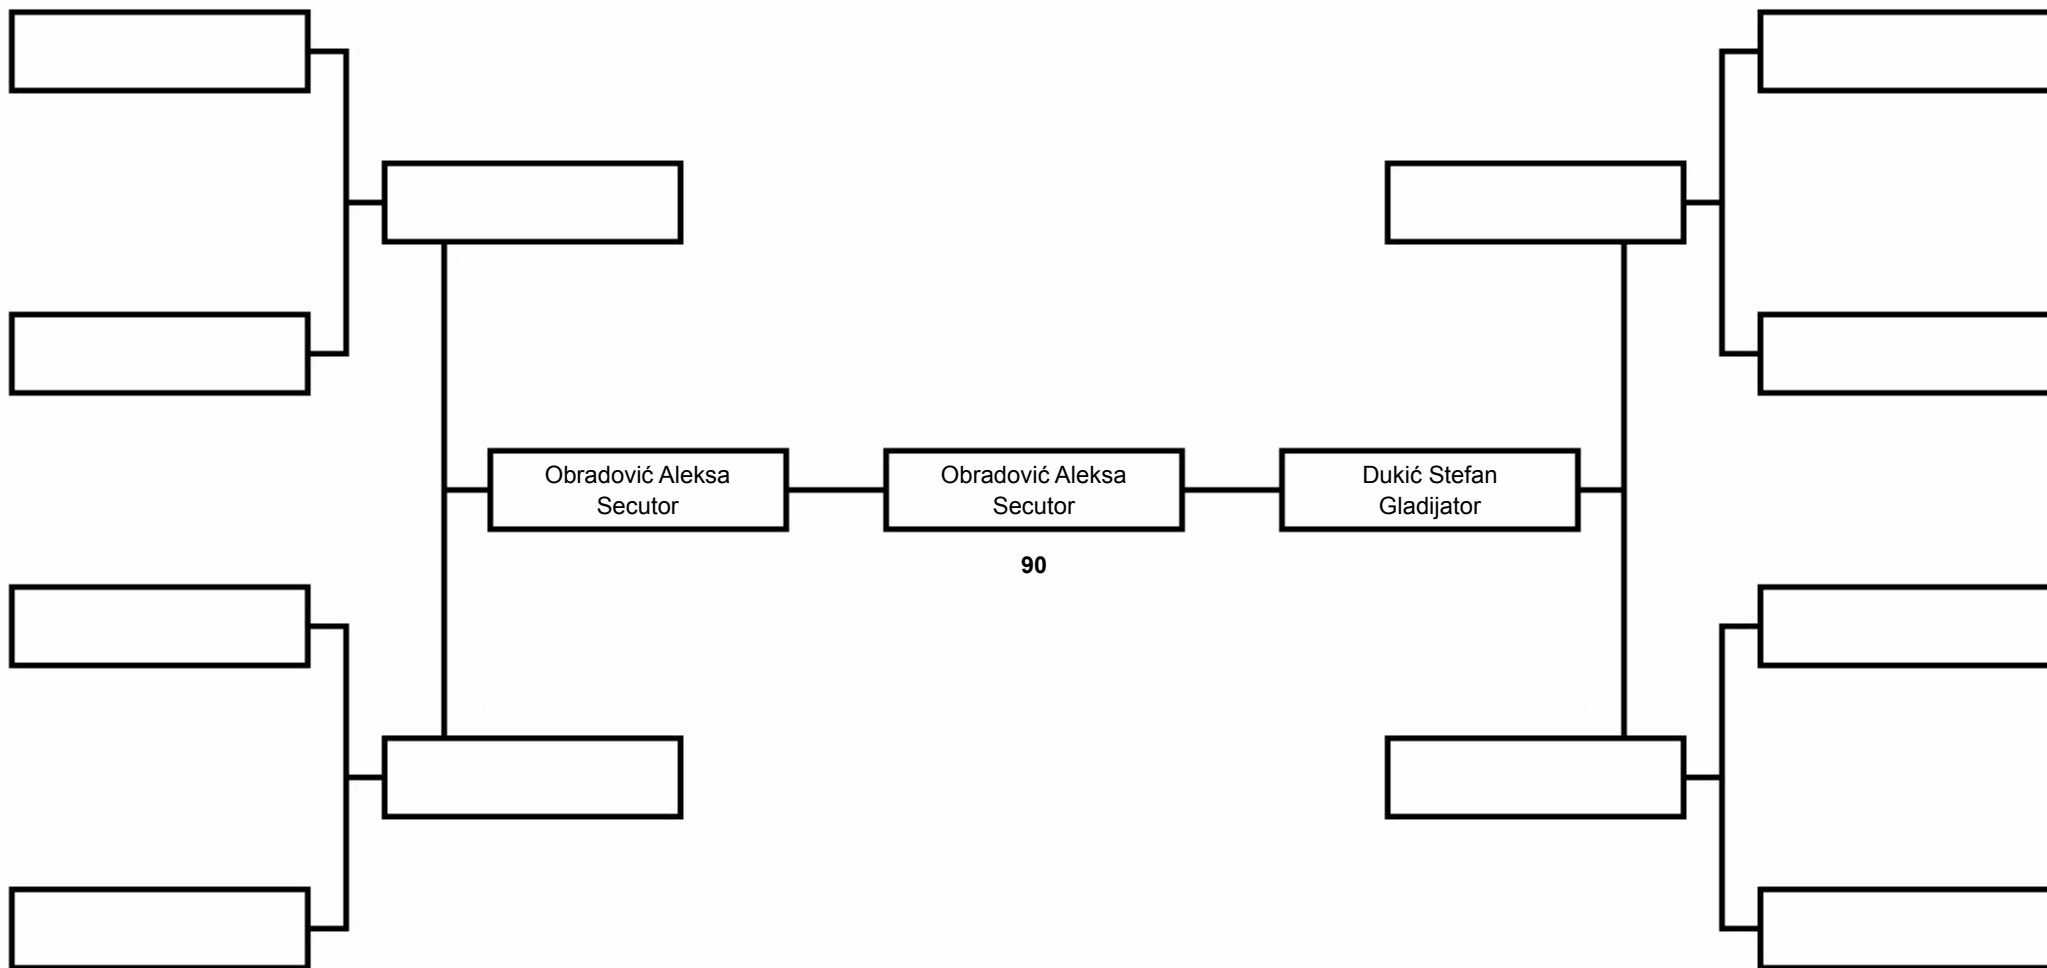 Obradović Aleksa
Secutor
Obradović Aleksa
Secutor
90
Dukić Stefan
Gladijator